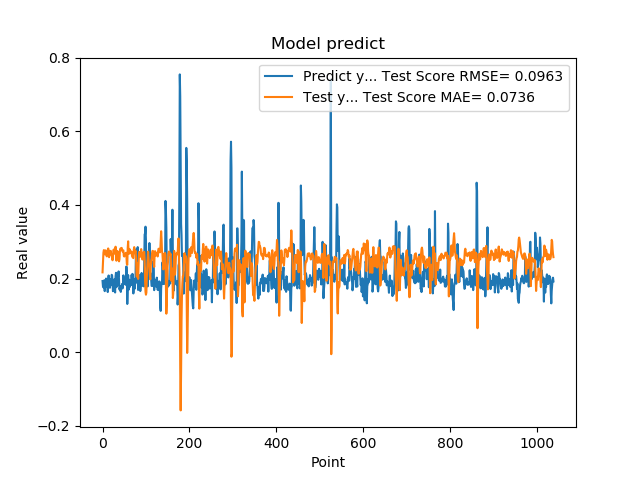 Model predict
Predict y... Test Score RMSE= 0.0963
Test y... Test Score MAE= 0.0736
0.8
0.6
0.4
0.2
0.0
−0.2
Real value
0 200 400 600 800 1000
Point